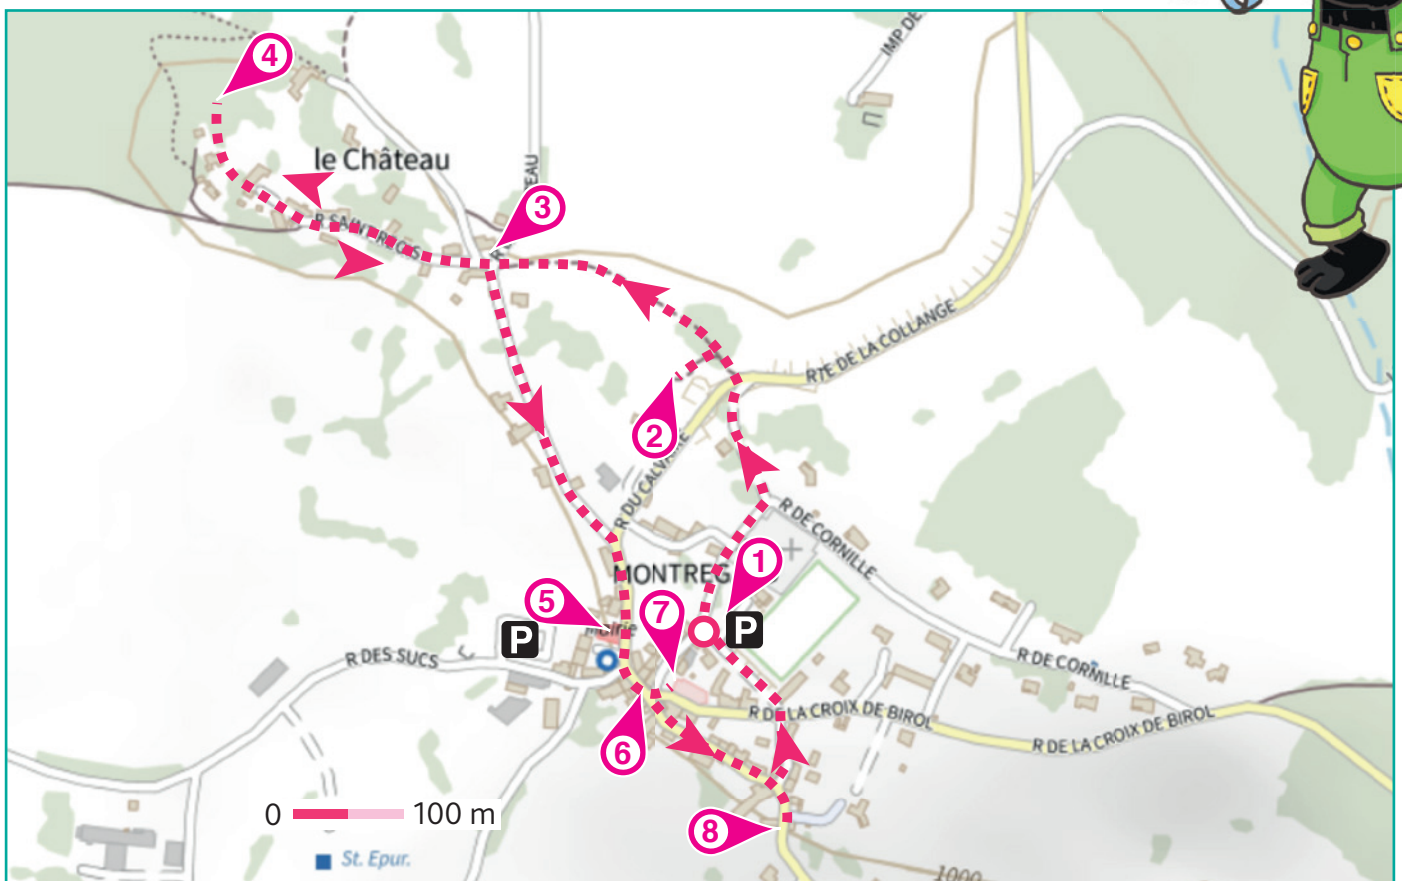 IMP DE
4
le Château
EAU
3
R SAINT
RTE DE LA COLLANGE
2
R DU CALVAIRE
R DE CORNILLE
1
MONTREG
5
7
P
P
mairie
R DES SUCS
R DE CORNILLE
R DE LA CROIX DE BIROL
R DE LA CROIX DE BIROL
6
0 100 m
8
St. Epur.
1000